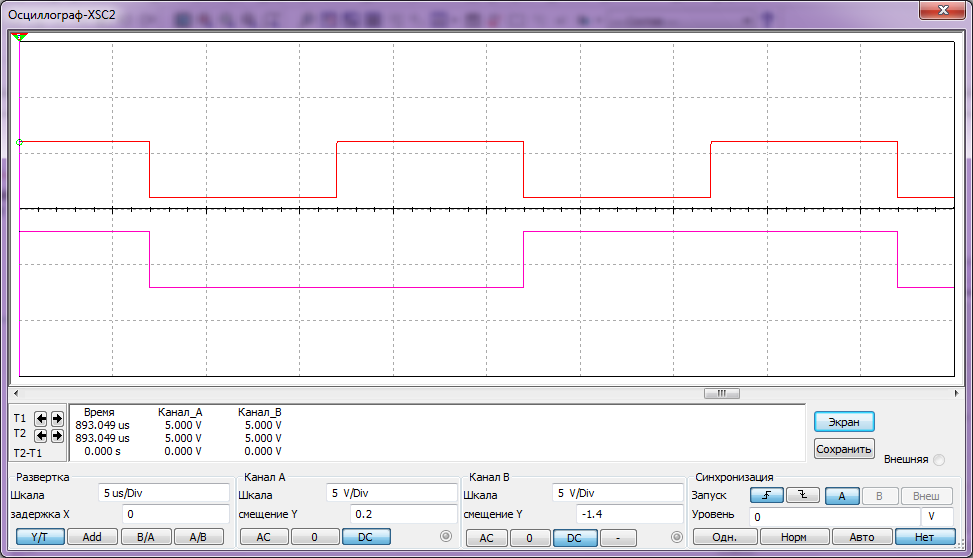 Осциллограф-XSC2
T1
T2
T2-T1
Время Канал_A Канал_B
893.049 us 5.000 V 5.000 V
893.049 us 5.000 V 5.000 V
0.000 s 0.000 V 0.000 V
Экран
Сохранить
Внешняя
Развертка
Шкала 5 us/Div
задержка X 0
Y/T Add B/A A/B
Канал A
Шкала 5 V/Div
смещение Y 0.2
AC 0 DC
Канал B
Шкала 5 V/Div
смещение Y -1.4
AC 0 DC -
Синхронизация
Запуск A B Внеш
Уровень 0 V
Одн. Норм Авто Нет